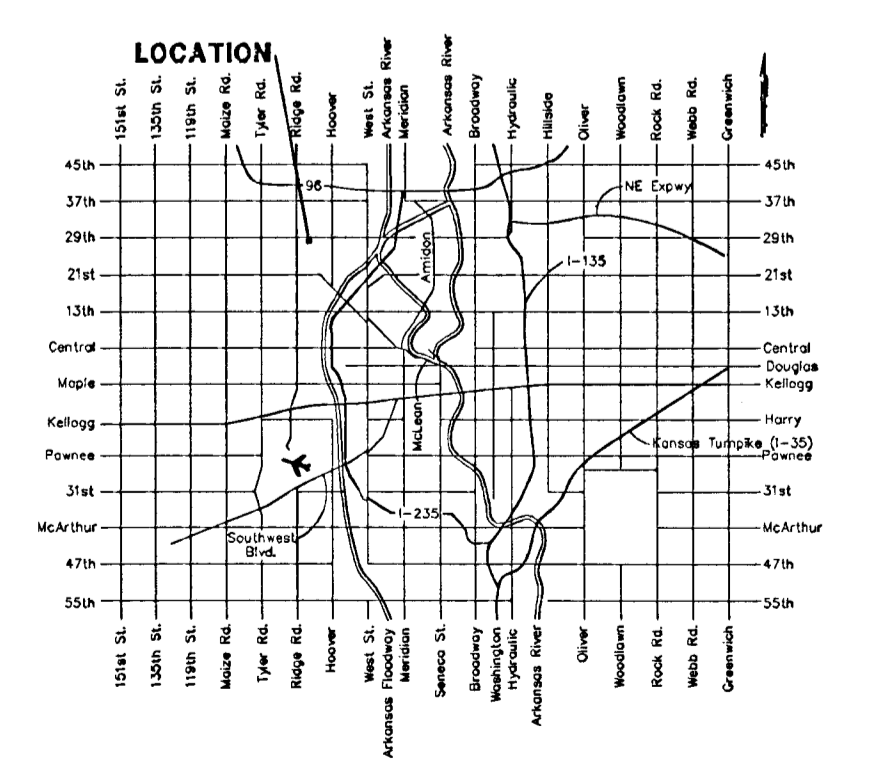 LOCATION
151st St.
135th St.
119th St.
Maize Rd.
Tyler Rd.
Ridge Rd.
Hoover
West St.
Arkansas River
Meridian
Arkansas River
Broadway
Hydraulic
Hillside
Oliver
Woodlawn
Rock Rd.
Webb Rd.
Greenwich
45th
45th
96
NE Expwy
37th
37th
29th
29th
Amidon
I-135
21st
21st
13th
13th
Central
Central
Douglas
Maple
Kellogg
McLean
Kellogg
Harry
Kansas Turnpike (I-35)
Pawnee
Pawnee
31st
31st
I-235
McArthur
McArthur
Southwest
Blvd.
47th
47th
55th
55th
151st St.
135th St.
119th St.
Maize Rd.
Tyler Rd.
Ridge Rd.
Hoover
West St.
Arkansas Floodway
Meridian
Seneca St.
Broadway
Washington
Hydraulic
Arkansas River
Oliver
Woodlawn
Rock Rd.
Webb Rd.
Greenwich